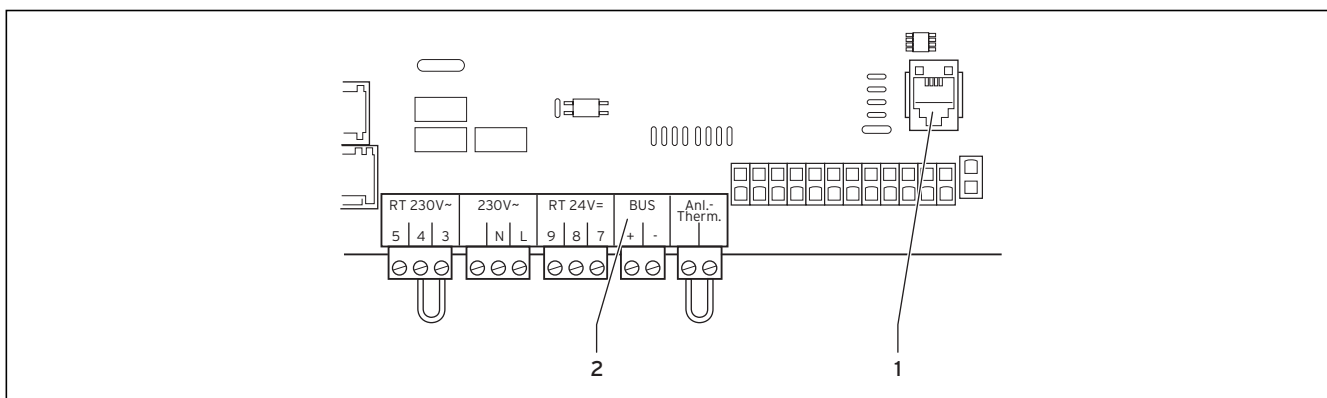 RT 230V~ 230V~ RT 24V= BUS Anl.-
Therm.
5 4 3 N L 9 8 7 + -
2 1